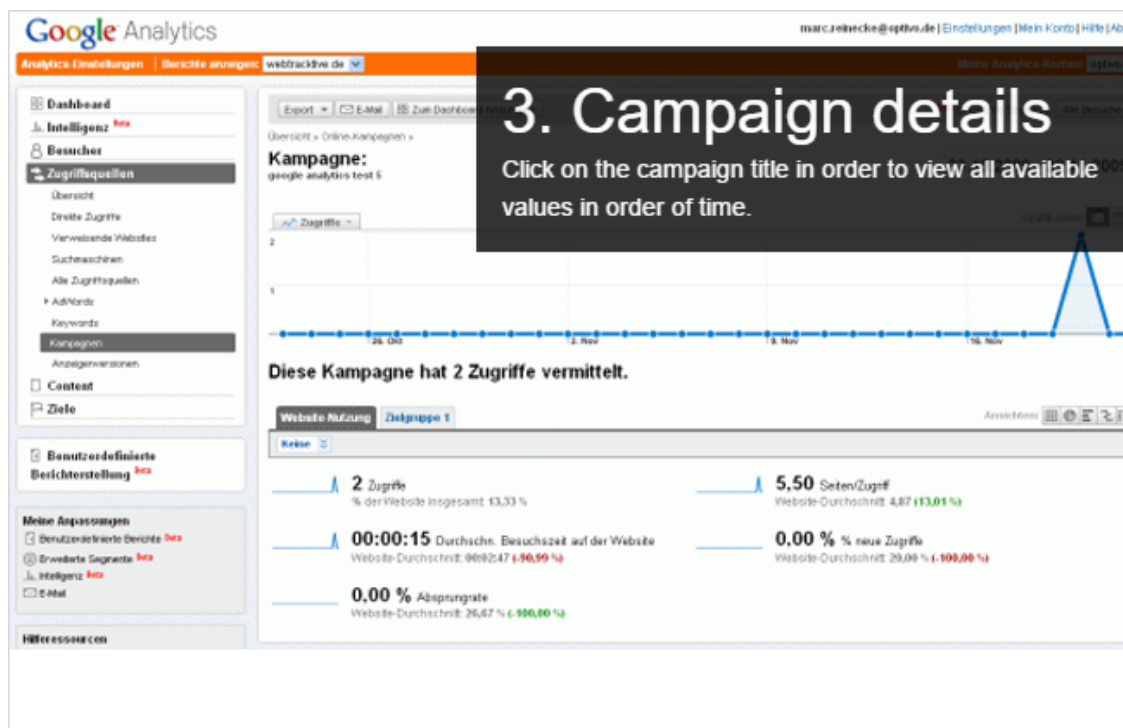 Google Analytics
marc.reinecke@optivo.de | Einstellungen | Mein Konto | Hilfe | Ab
Analytics-Einstellungen | Berichte anzeigen: webtracktive.de
Meine Analytics-Konten: optivo
3. Campaign details
Click on the campaign title in order to view all available
values in order of time.
Dashboard
Intelligenz Beta
Besucher
Zugriffsquellen
Übersicht
Direkte Zugriffe
Verweisende Websites
Suchmaschinen
Alle Zugriffsquellen
AdWords
Keywords
Kampagnen
Anzeigenversionen
Content
Ziele
Benutzerdefinierte
Berichterstellung Beta
Meine Anpassungen
Benutzerdefinierte Berichte Beta
Erweiterte Segmente Beta
Intelligenz Beta
E-Mail
Hilferessourcen
Export E-Mail Zum Dashboard
Alle Besuche
Übersicht » Online-Kampagnen »
Kampagne:
google analytics test 5
Zugriffe
2
1
26. Okt 2. Nov 9. Nov 16. Nov
Diese Kampagne hat 2 Zugriffe vermittelt.
Website-Nutzung Zielgruppe 1
Ansichten:
Keine
2 Zugriffe
% der Website insgesamt: 13,33 %
5,50 Seiten/Zugriff
Website-Durchschnitt: 4,87 (13,01 %)
00:00:15 Durchschn. Besuchszeit auf der Website
Website-Durchschnitt: 00:02:47 (-90,99 %)
0,00 % % neue Zugriffe
Website-Durchschnitt: 20,00 % (-100,00 %)
0,00 % Absprungrate
Website-Durchschnitt: 26,67 % (-100,00 %)